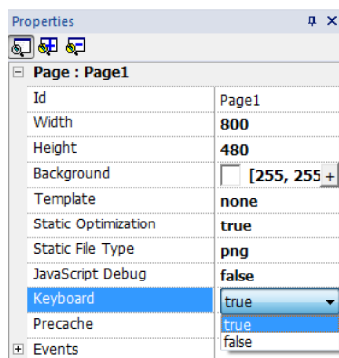 Properties
Page : Page1
Id Page1
Width 800
Height 480
Background [255, 255 +
Template none
Static Optimization true
Static File Type png
JavaScript Debug false
Keyboard true
Precache true
false
Events